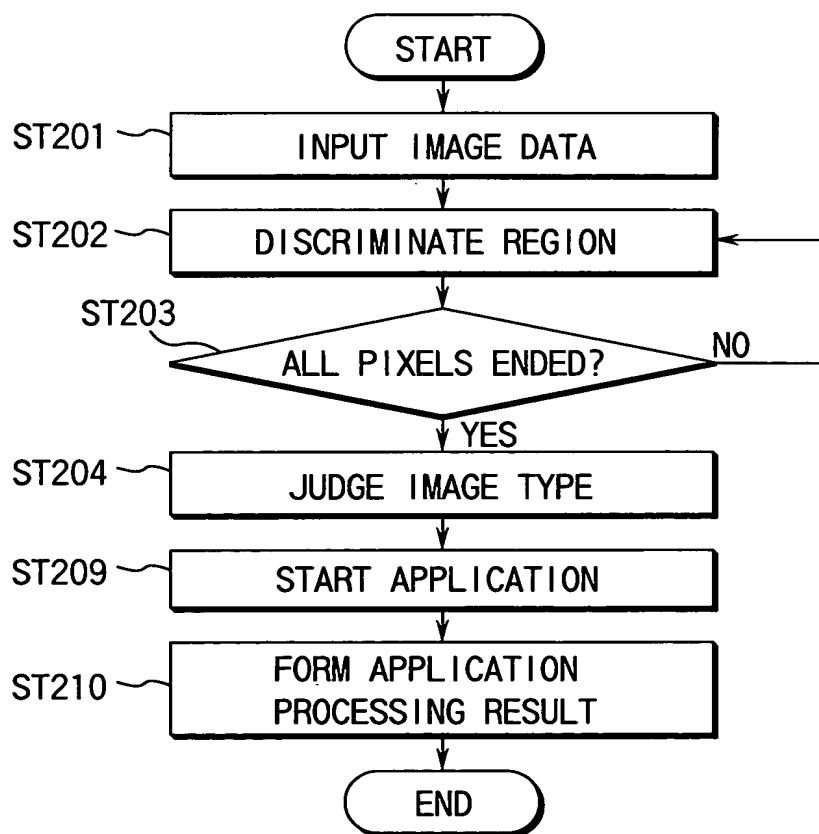 START
ST201
INPUT IMAGE DATA
ST202
DISCRIMINATE REGION
ST203
ALL PIXELS ENDED?
NO
YES
ST204
JUDGE IMAGE TYPE
ST209
START APPLICATION
ST210
FORM APPLICATION
PROCESSING RESULT
END